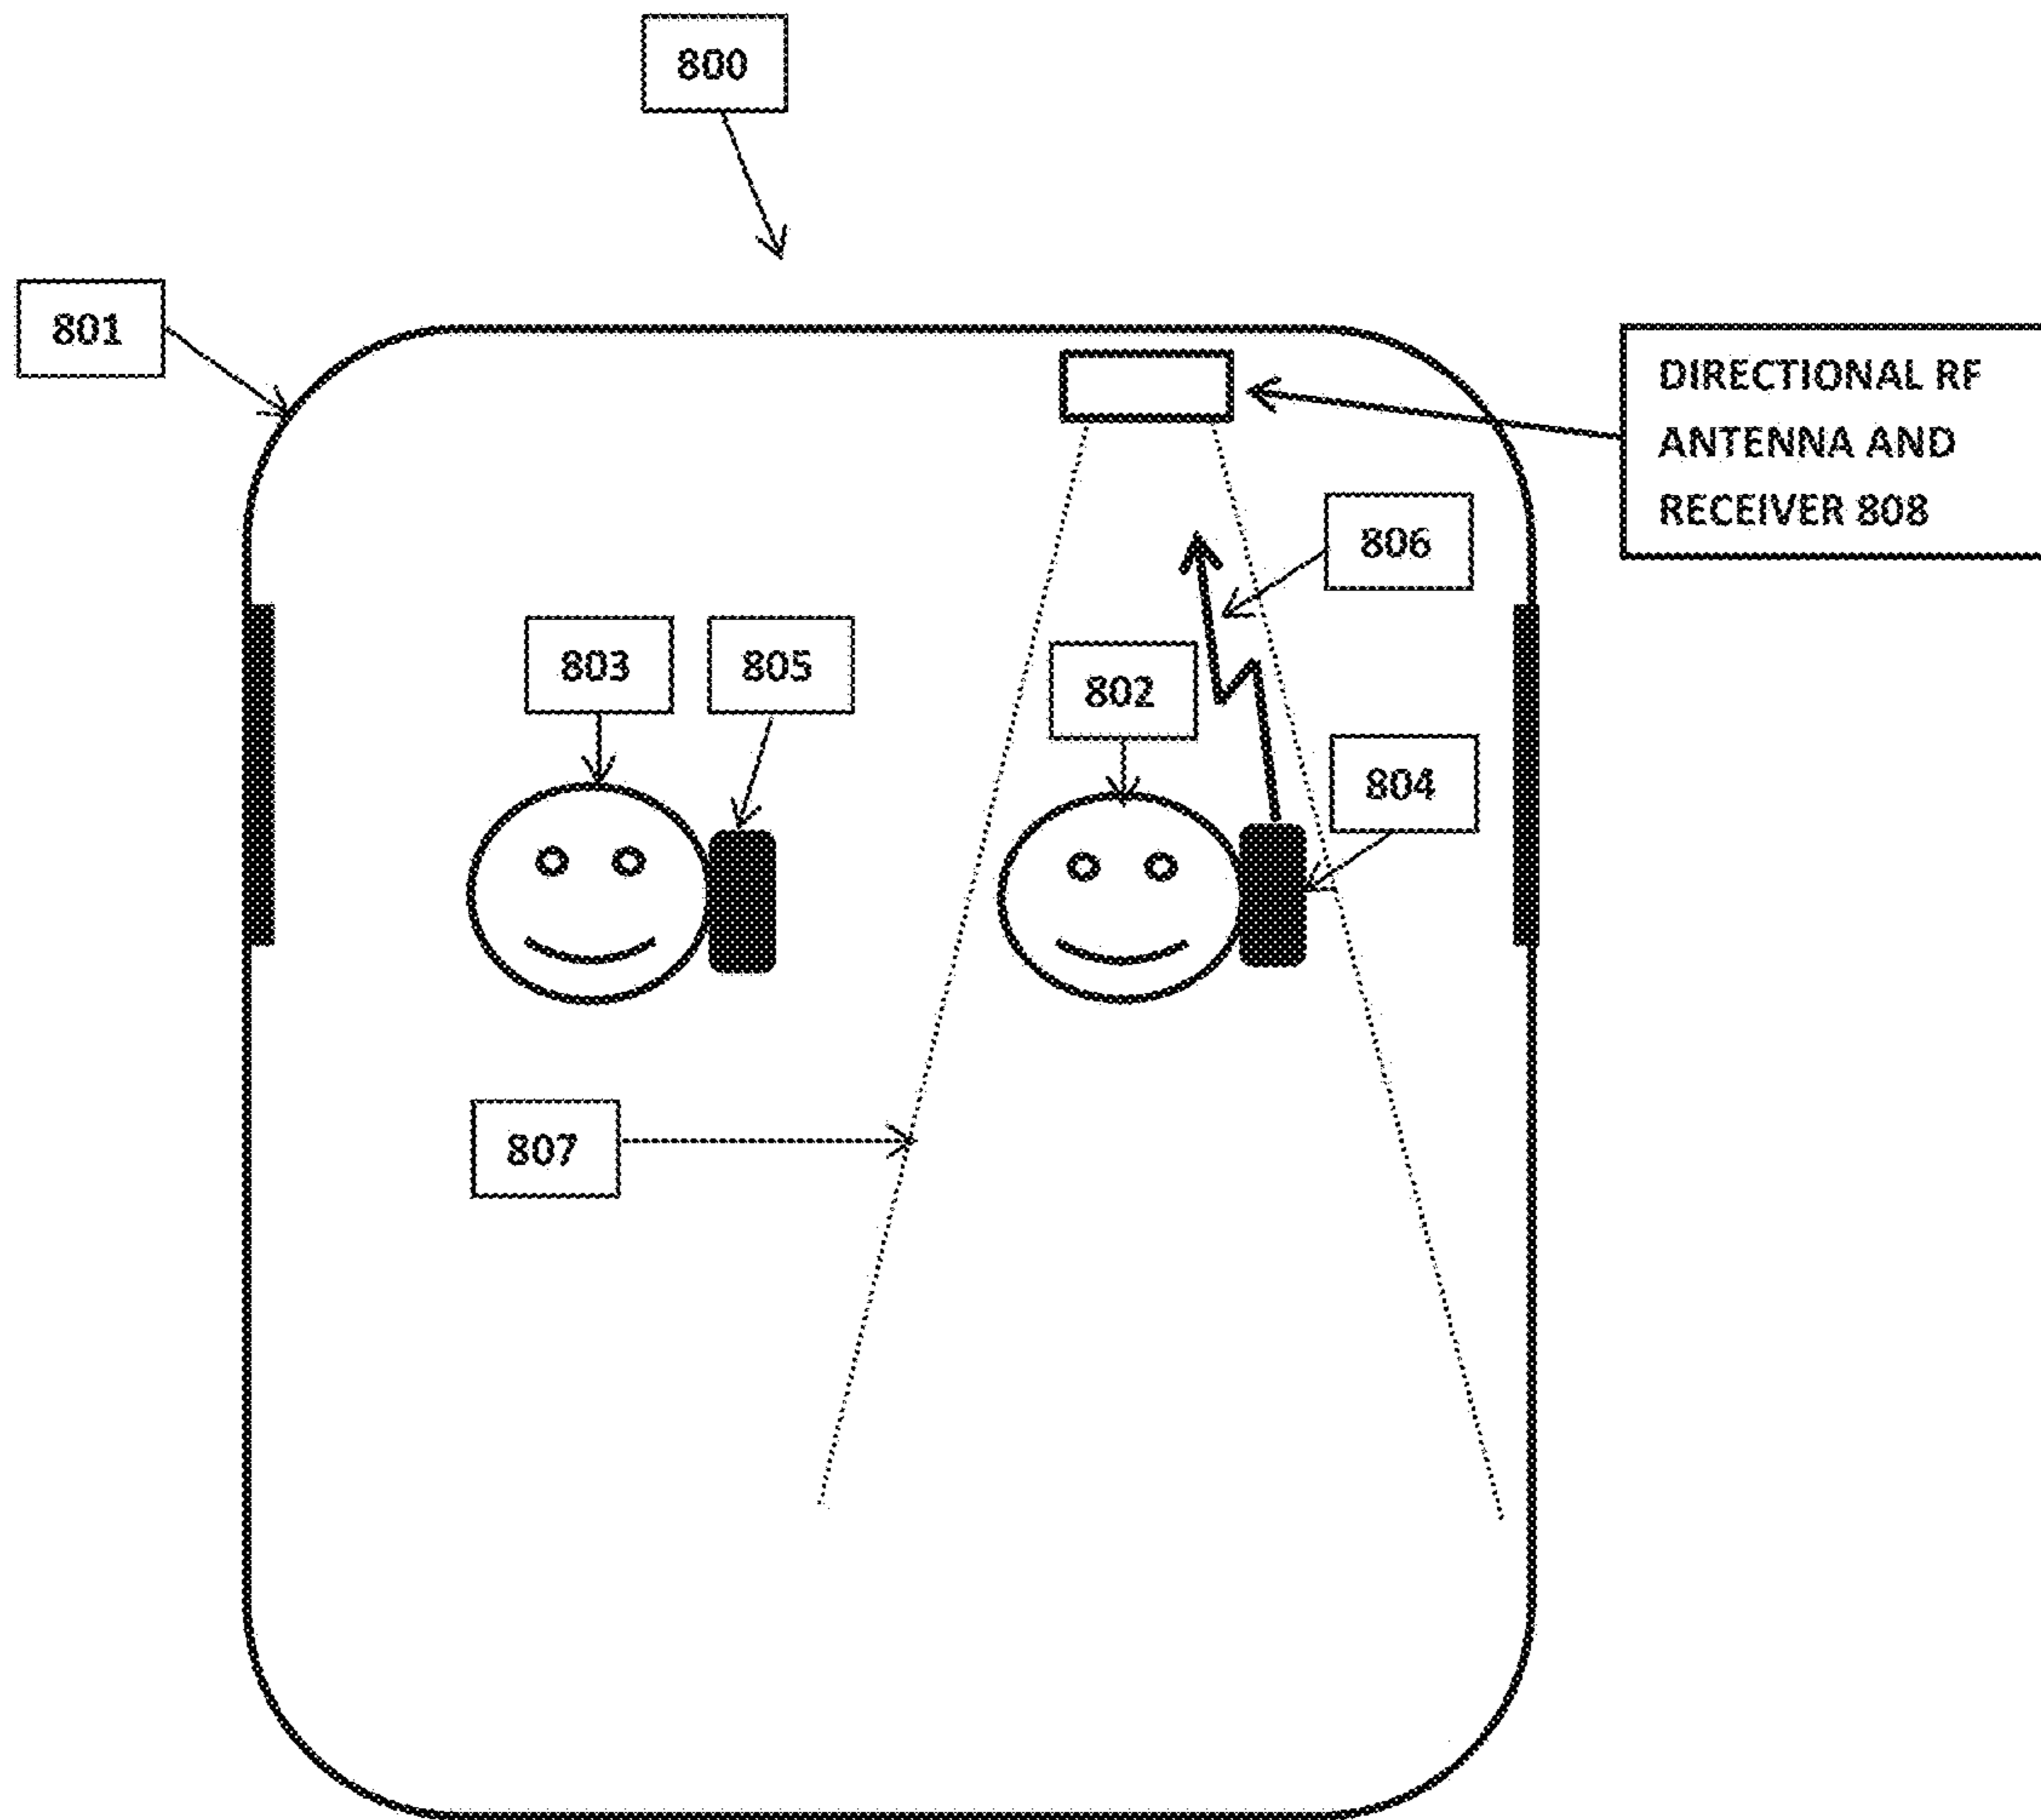 800
801
DIRECTIONAL RF
ANTENNA AND
RECEIVER 808
806
803
805
802
804
807